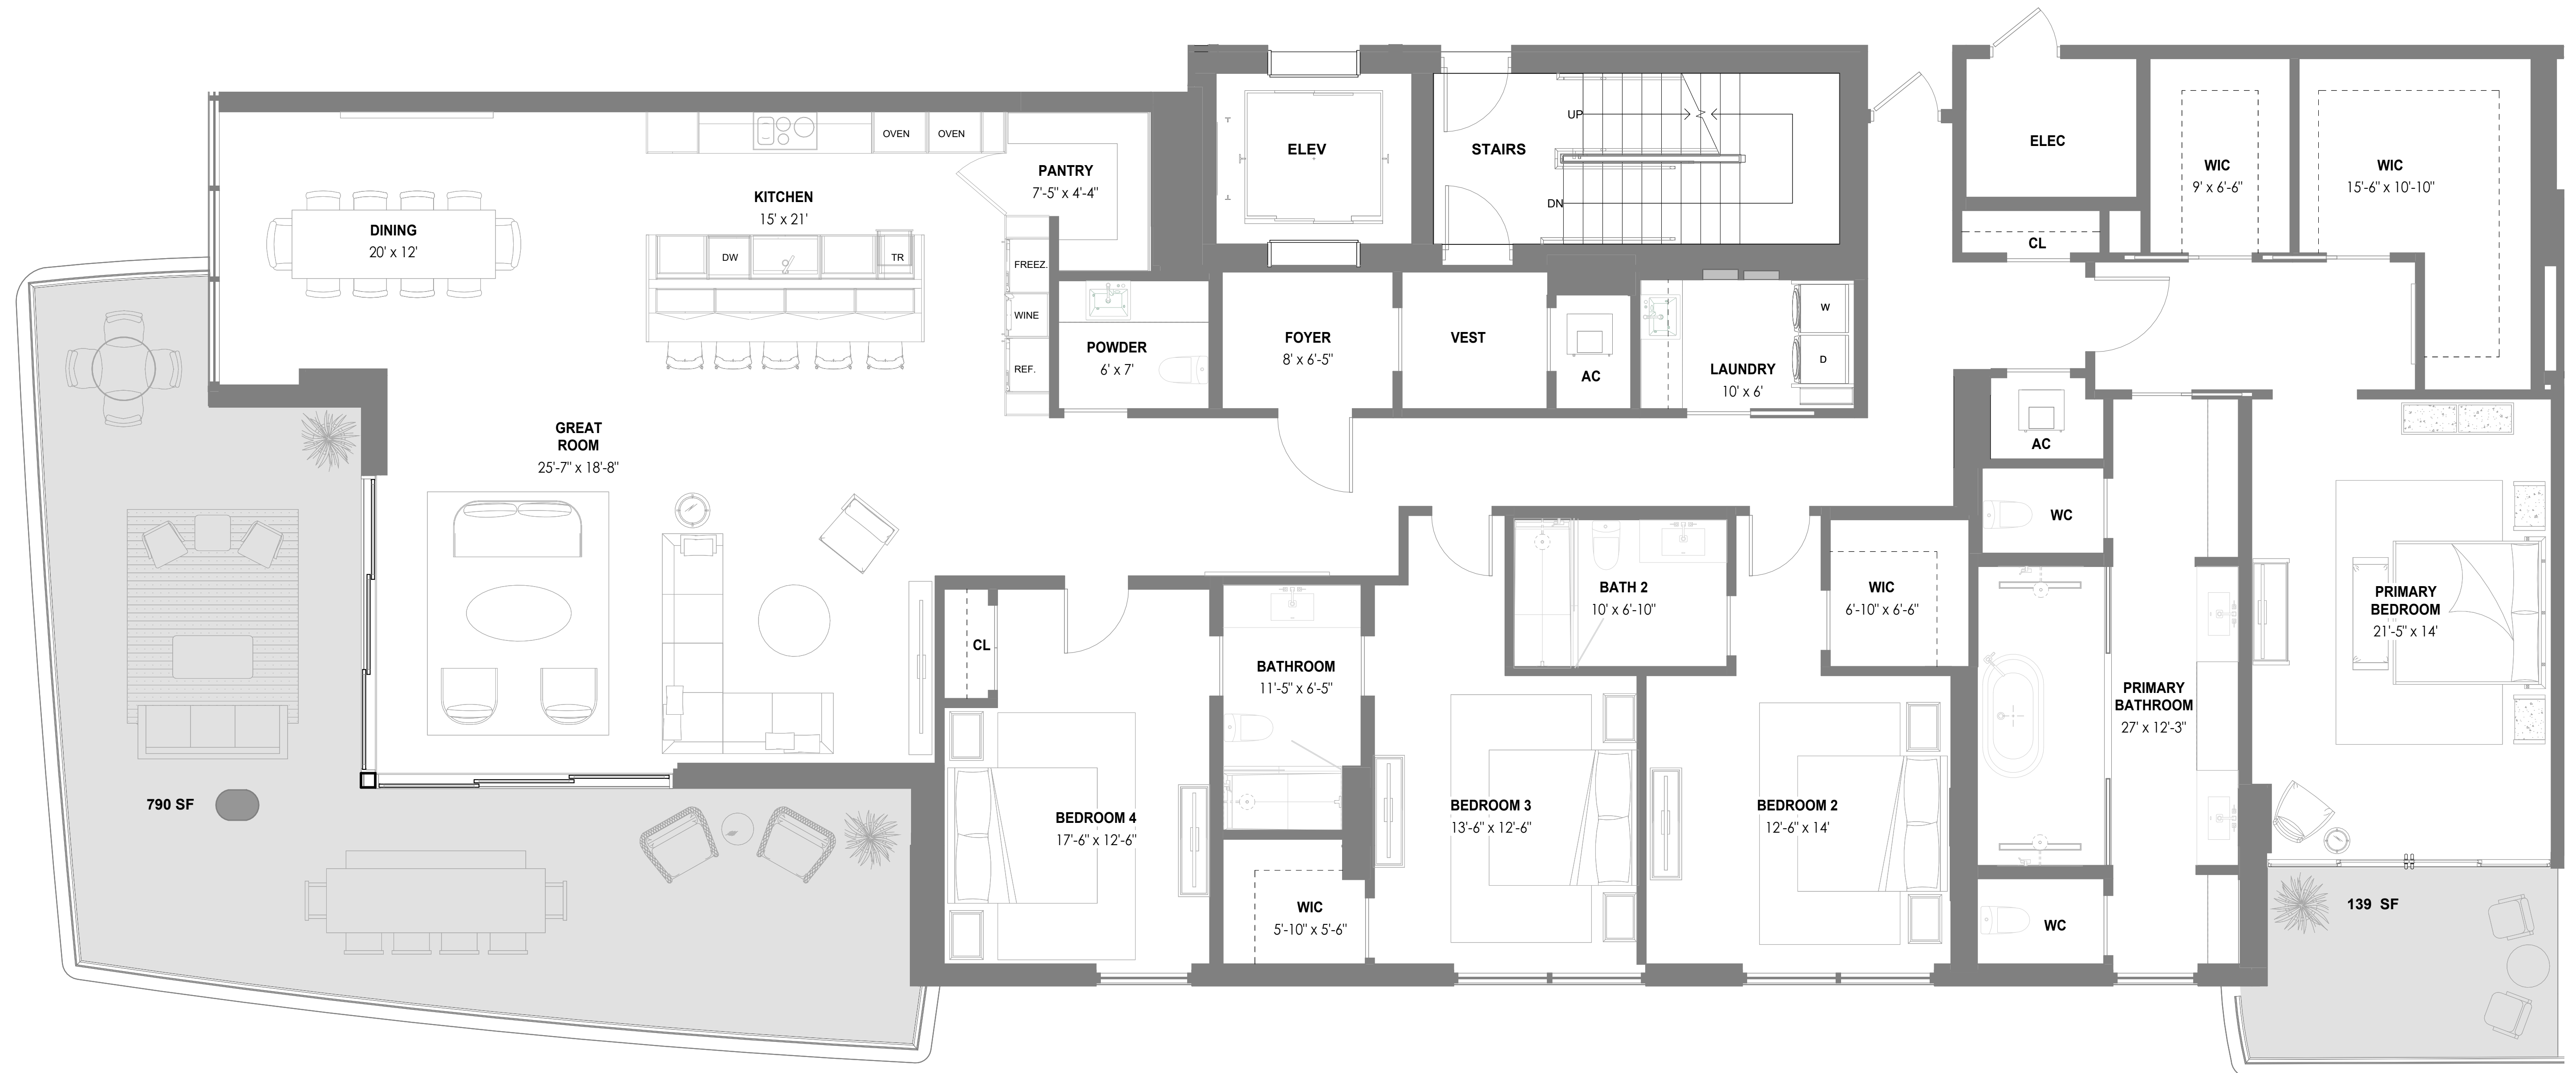 DINING
20' x 12'
KITCHEN
15' x 21'
OVEN
OVEN
PANTRY
7'-5" x 4'-4"
DW
TR
FREEZ.
WINE
REF.
POWDER
6' x 7'
ELEV
STAIRS
UP
DN
FOYER
8' x 6'-5"
VEST
AC
LAUNDRY
10' x 6'
W
D
ELEC
CL
WIC
9' x 6'-6"
WIC
15'-6" x 10'-10"
AC
WC
GREAT
ROOM
25'-7" x 18'-8"
790 SF
CL
BEDROOM 4
17'-6" x 12'-6"
BATHROOM
11'-5" x 6'-5"
WIC
5'-10" x 5'-6"
BEDROOM 3
13'-6" x 12'-6"
BATH 2
10' x 6'-10"
WIC
6'-10" x 6'-6"
BEDROOM 2
12'-6" x 14'
PRIMARY
BATHROOM
27' x 12'-3"
WC
PRIMARY
BEDROOM
21'-5" x 14'
139 SF